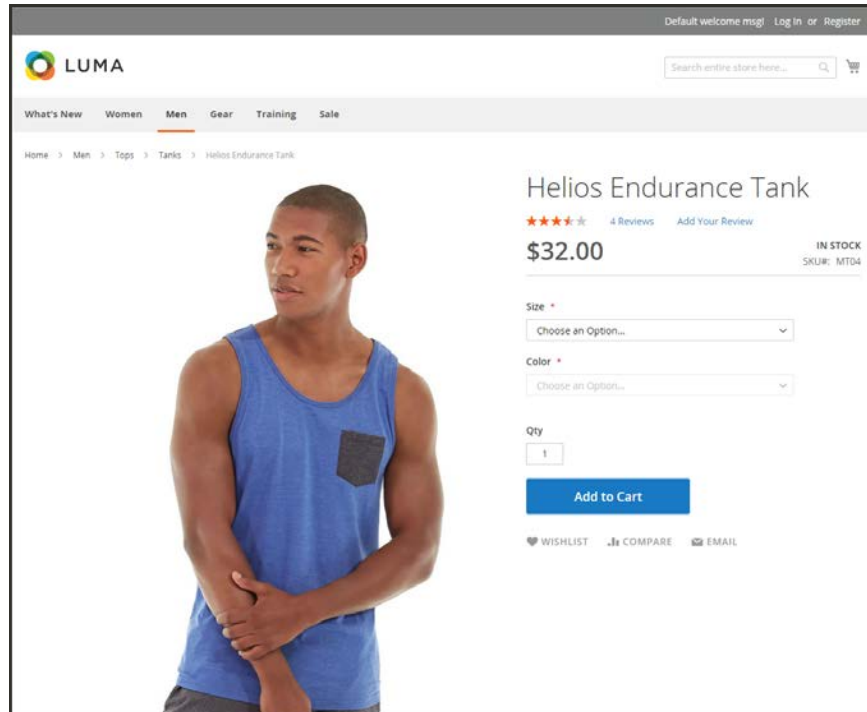 Default welcome msg! Log In or Register
LUMA
Search entire store here...
What's New Women Men Gear Training Sale
Home > Men > Tops > Tanks > Helios Endurance Tank
Helios Endurance Tank
4 Reviews Add Your Review
$32.00
IN STOCK
SKU#: MT04
Size *
Choose an Option...
Color *
Choose an Option...
Qty
1
Add to Cart
WISHLIST COMPARE EMAIL